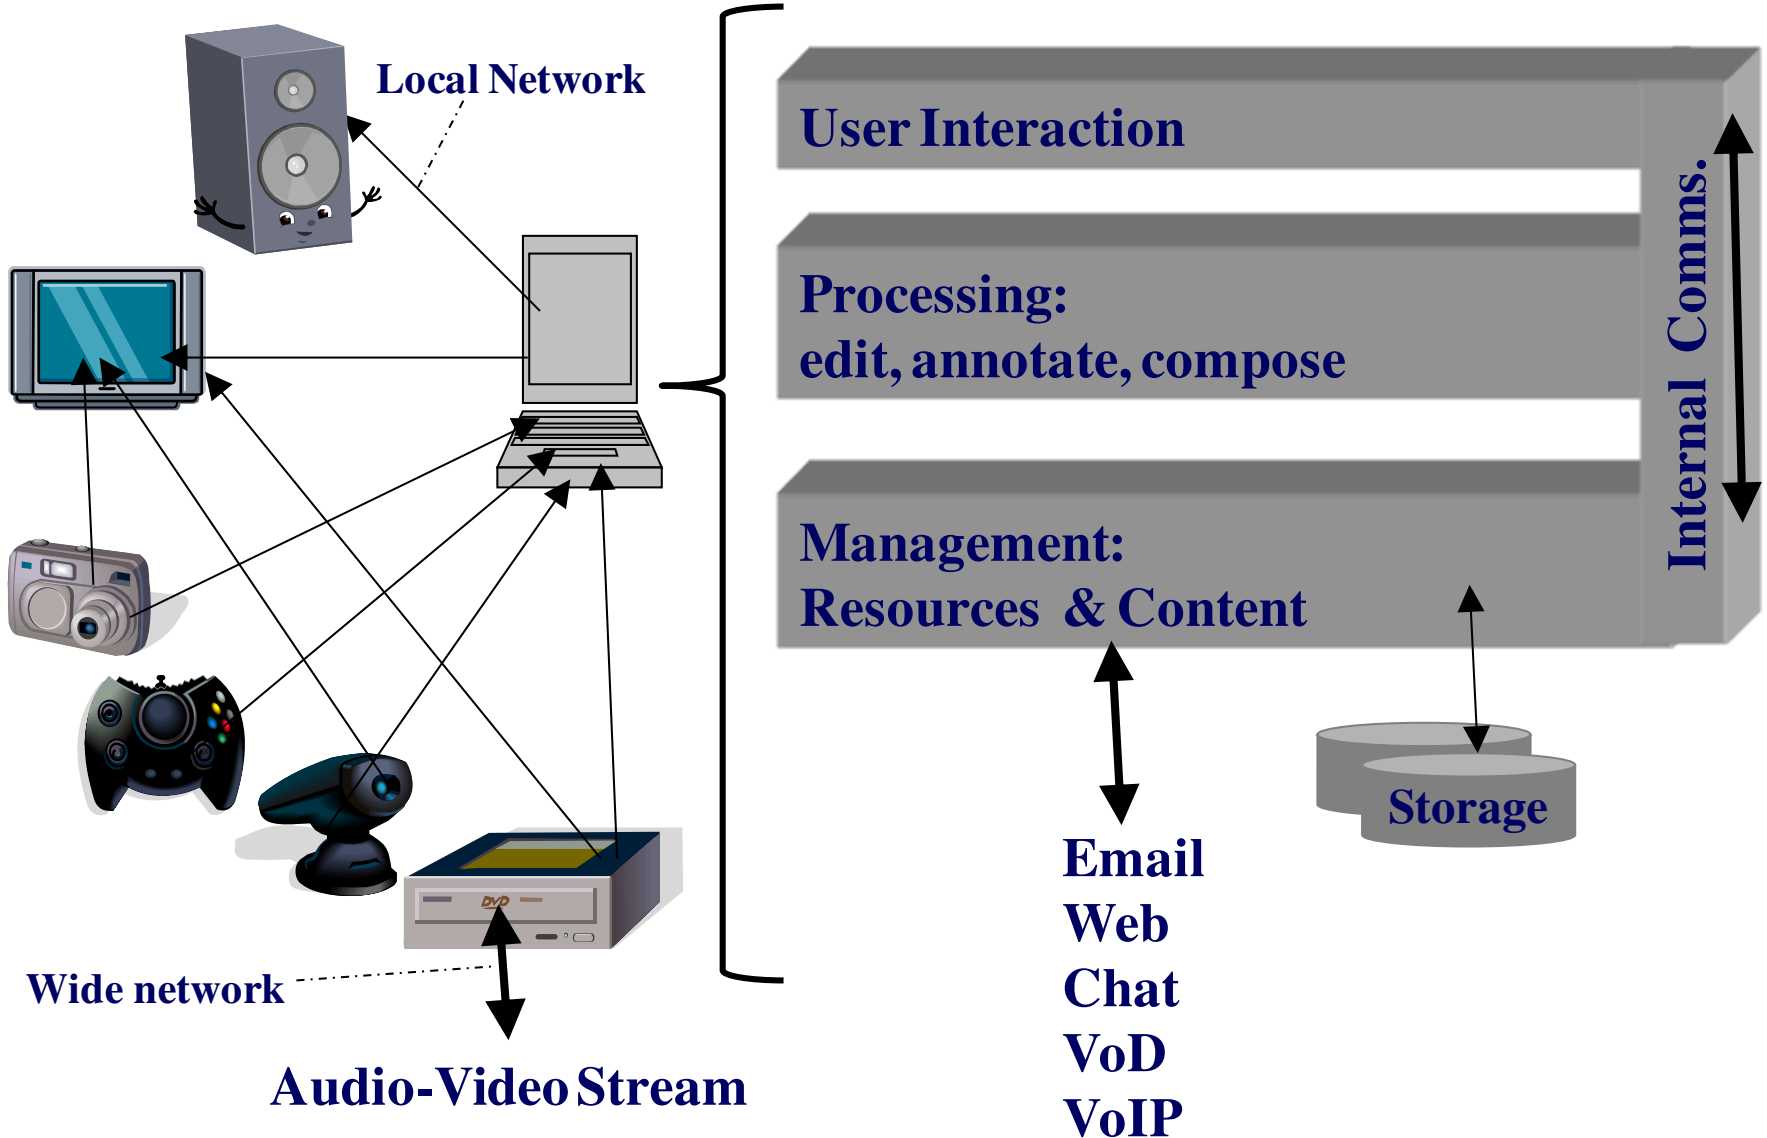 Local Network
User Interaction
Processing:
edit, annotate, compose
Management:
Resources & Content
Internal Comms.
Storage
DVD
Wide network
Audio-Video Stream
Email
Web
Chat
VoD
VoIP